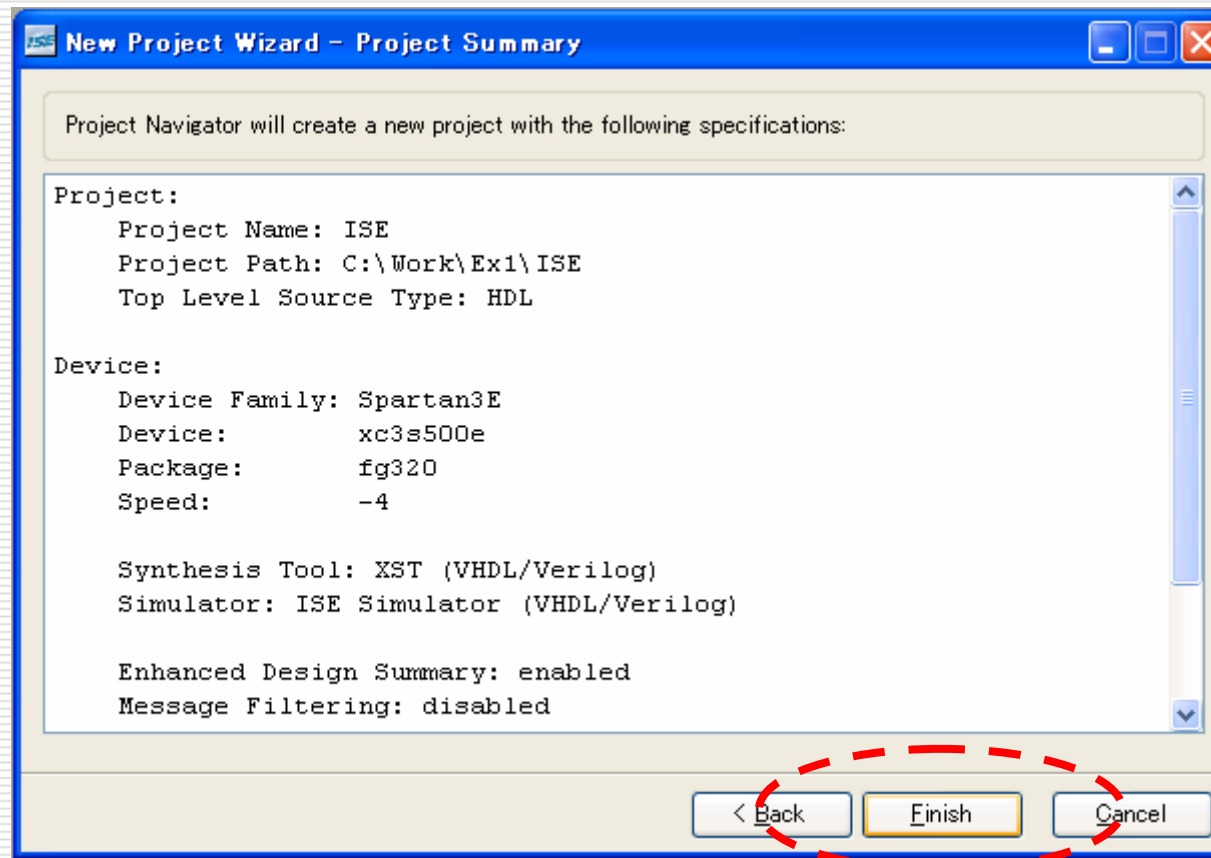 ISE New Project Wizard - Project Summary
Project Navigator will create a new project with the following specifications:
Project:
Project Name: ISE
Project Path: C:\Work\Ex1\ISE
Top Level Source Type: HDL
Device:
Device Family: Spartan3E
Device: xc3s500e
Package: fg320
Speed: -4
Synthesis Tool: XST (VHDL/Verilog)
Simulator: ISE Simulator (VHDL/Verilog)
Enhanced Design Summary: enabled
Message Filtering: disabled
< Back Finish Cancel